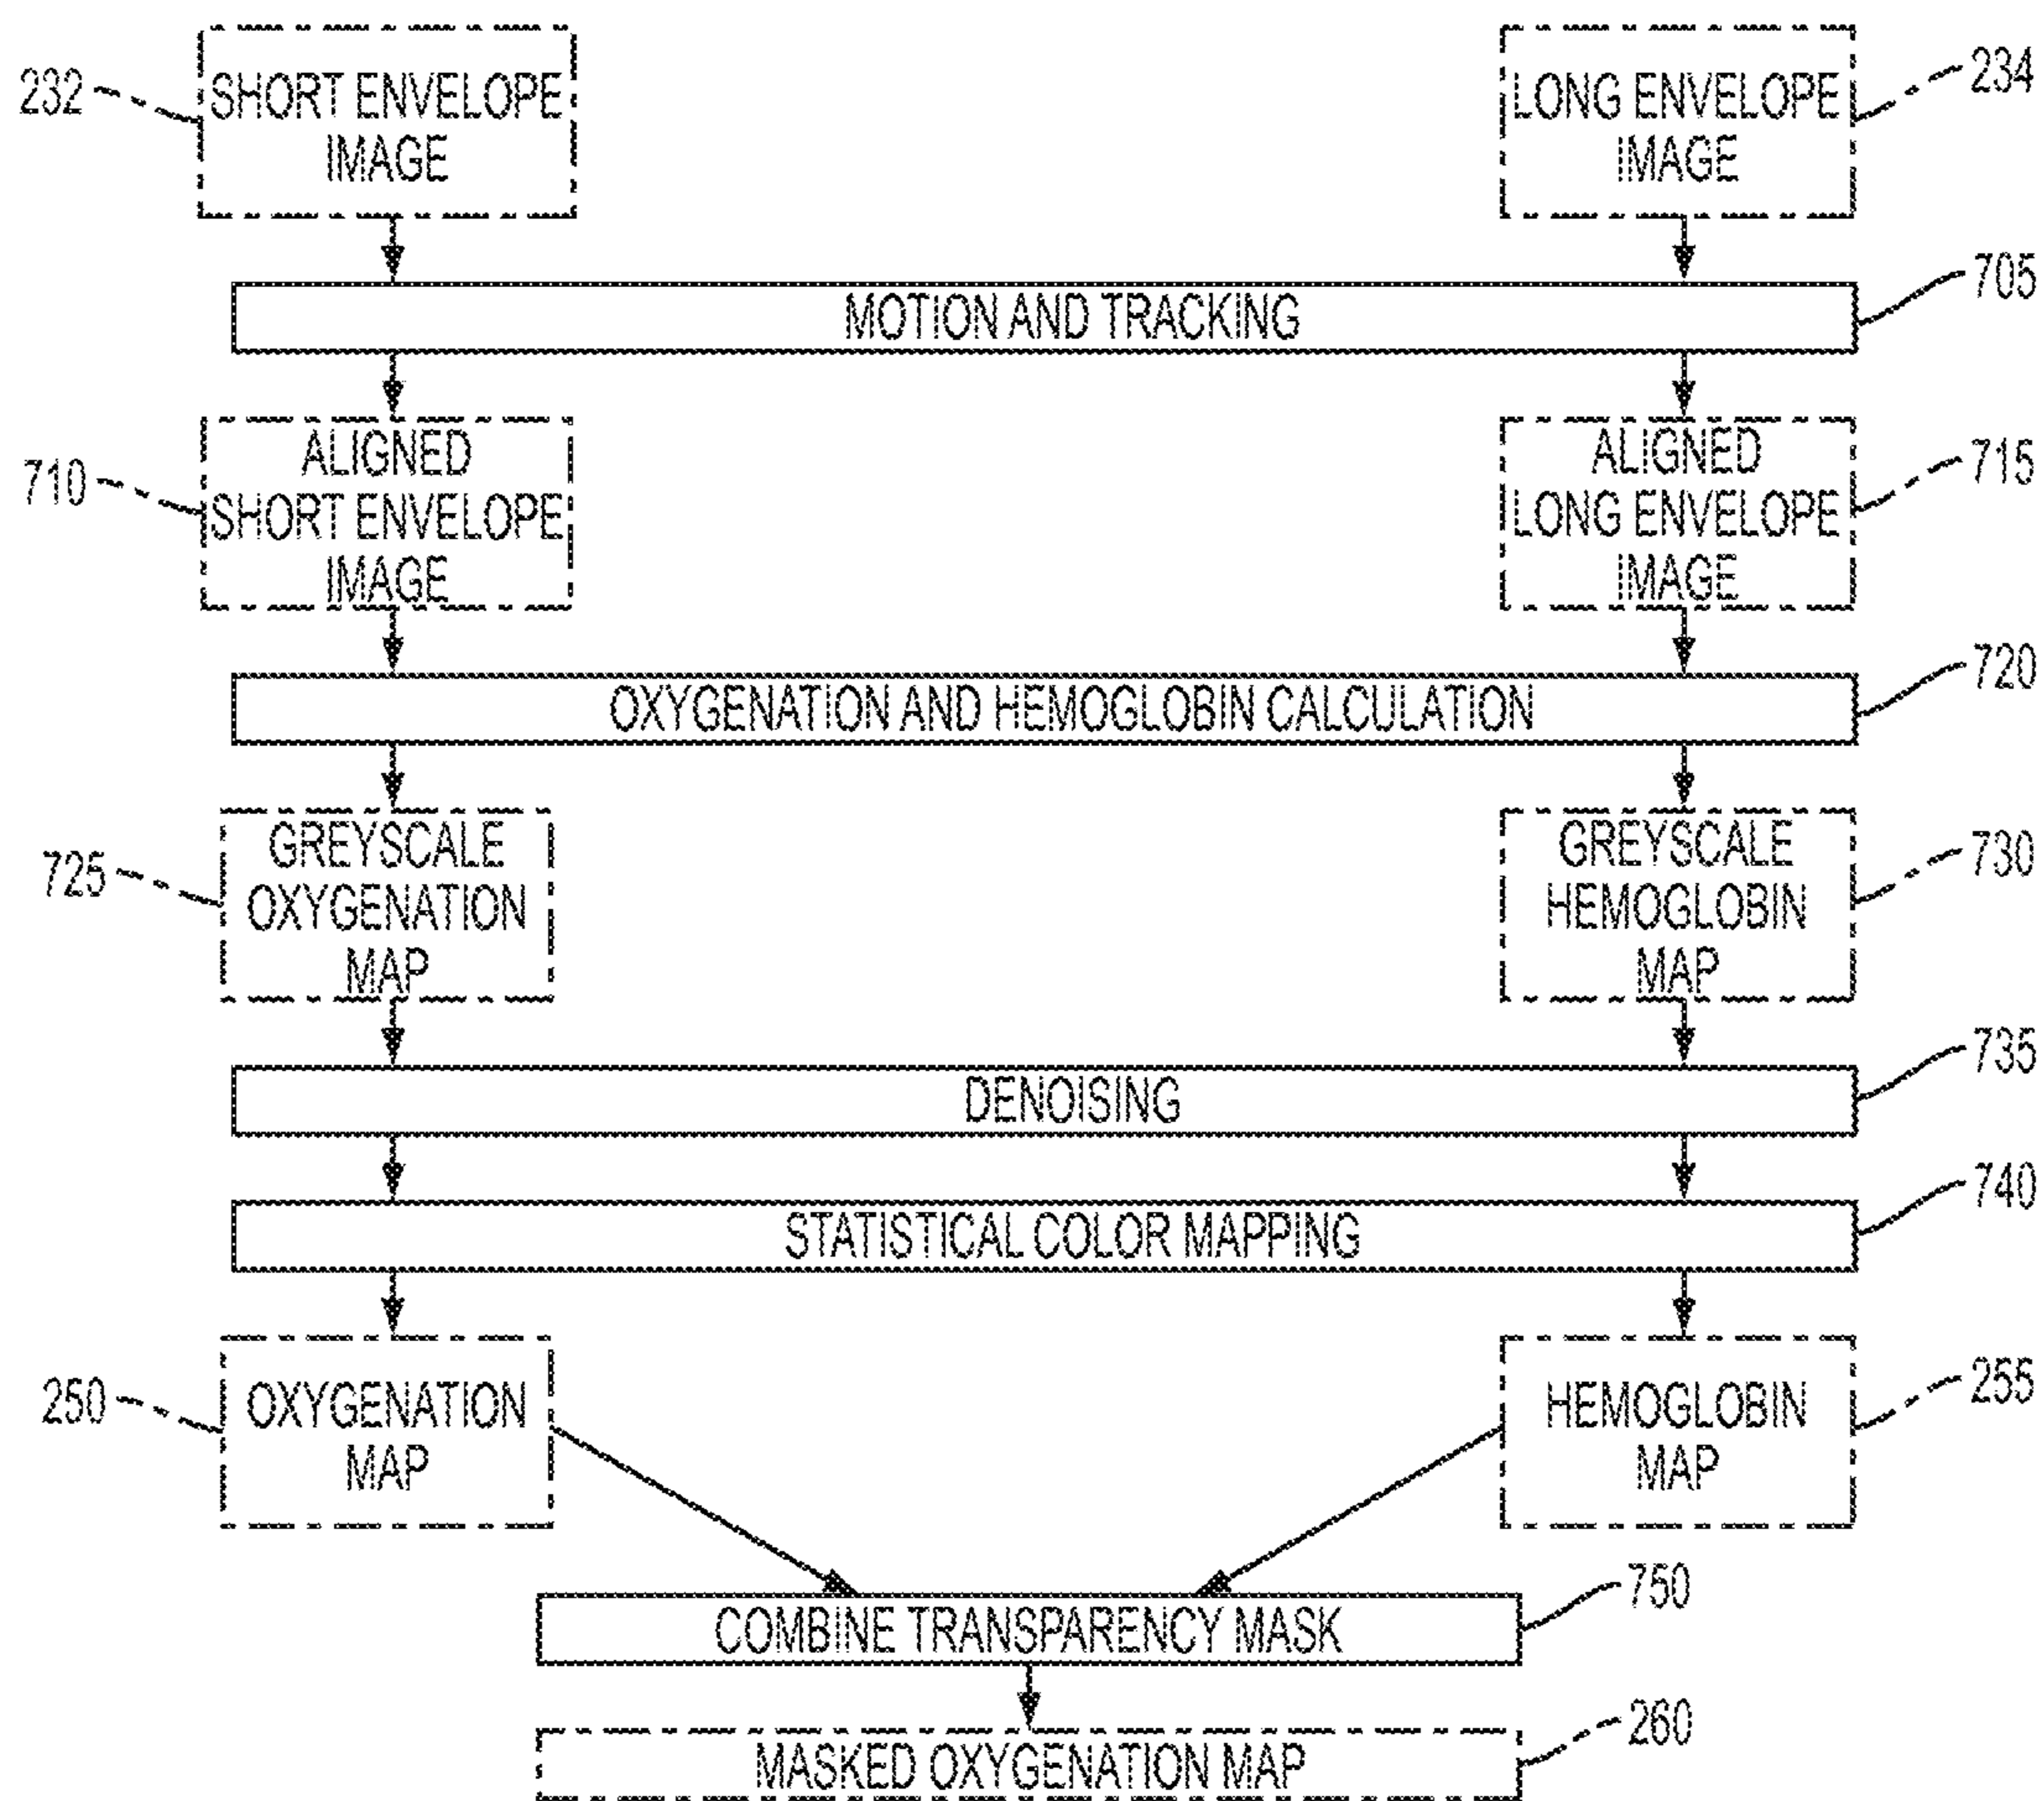 232
SHORT ENVELOPE
IMAGE
LONG ENVELOPE
IMAGE
234
MOTION AND TRACKING
705
710
ALIGNED
SHORT ENVELOPE
IMAGE
ALIGNED
LONG ENVELOPE
IMAGE
715
OXYGENATION AND HEMOGLOBIN CALCULATION
720
725
GREYSCALE
OXYGENATION
MAP
GREYSCALE
HEMOGLOBIN
MAP
730
DENOISING
735
STATISTICAL COLOR MAPPING
740
250
OXYGENATION
MAP
HEMOGLOBIN
MAP
255
COMBINE TRANSPARENCY MASK
750
MASKED OXYGENATION MAP
260